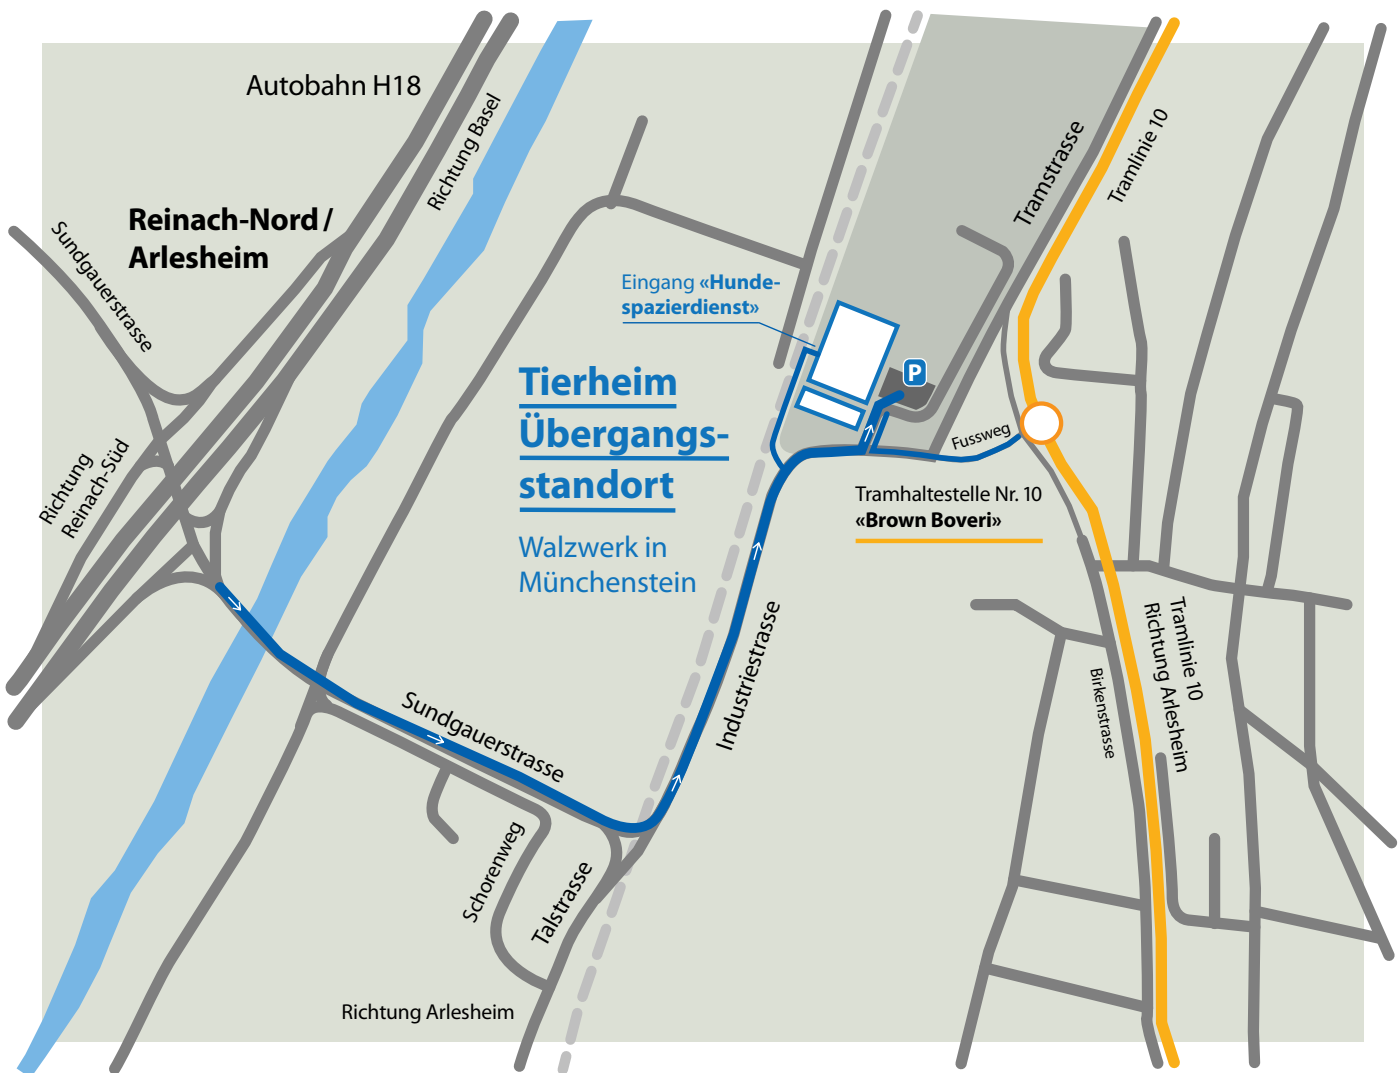 Autobahn H18
Richtung Basel
Reinach-Nord /
Arlesheim
Sundgauerstrasse
Richtung
Reinach-Süd
Eingang «Hunde-
spazierdienst»
Tierheim
Übergangs-
standort
Walzwerk in
Münchenstein
P
Tramstrasse
Tramlinie 10
Fussweg
Tramhaltestelle Nr. 10
«Brown Boveri»
Industriestrasse
Sundgauerstrasse
Schorenweg
Talstrasse
Richtung Arlesheim
Birkenstrasse
Tramlinie 10
Richtung Arlesheim